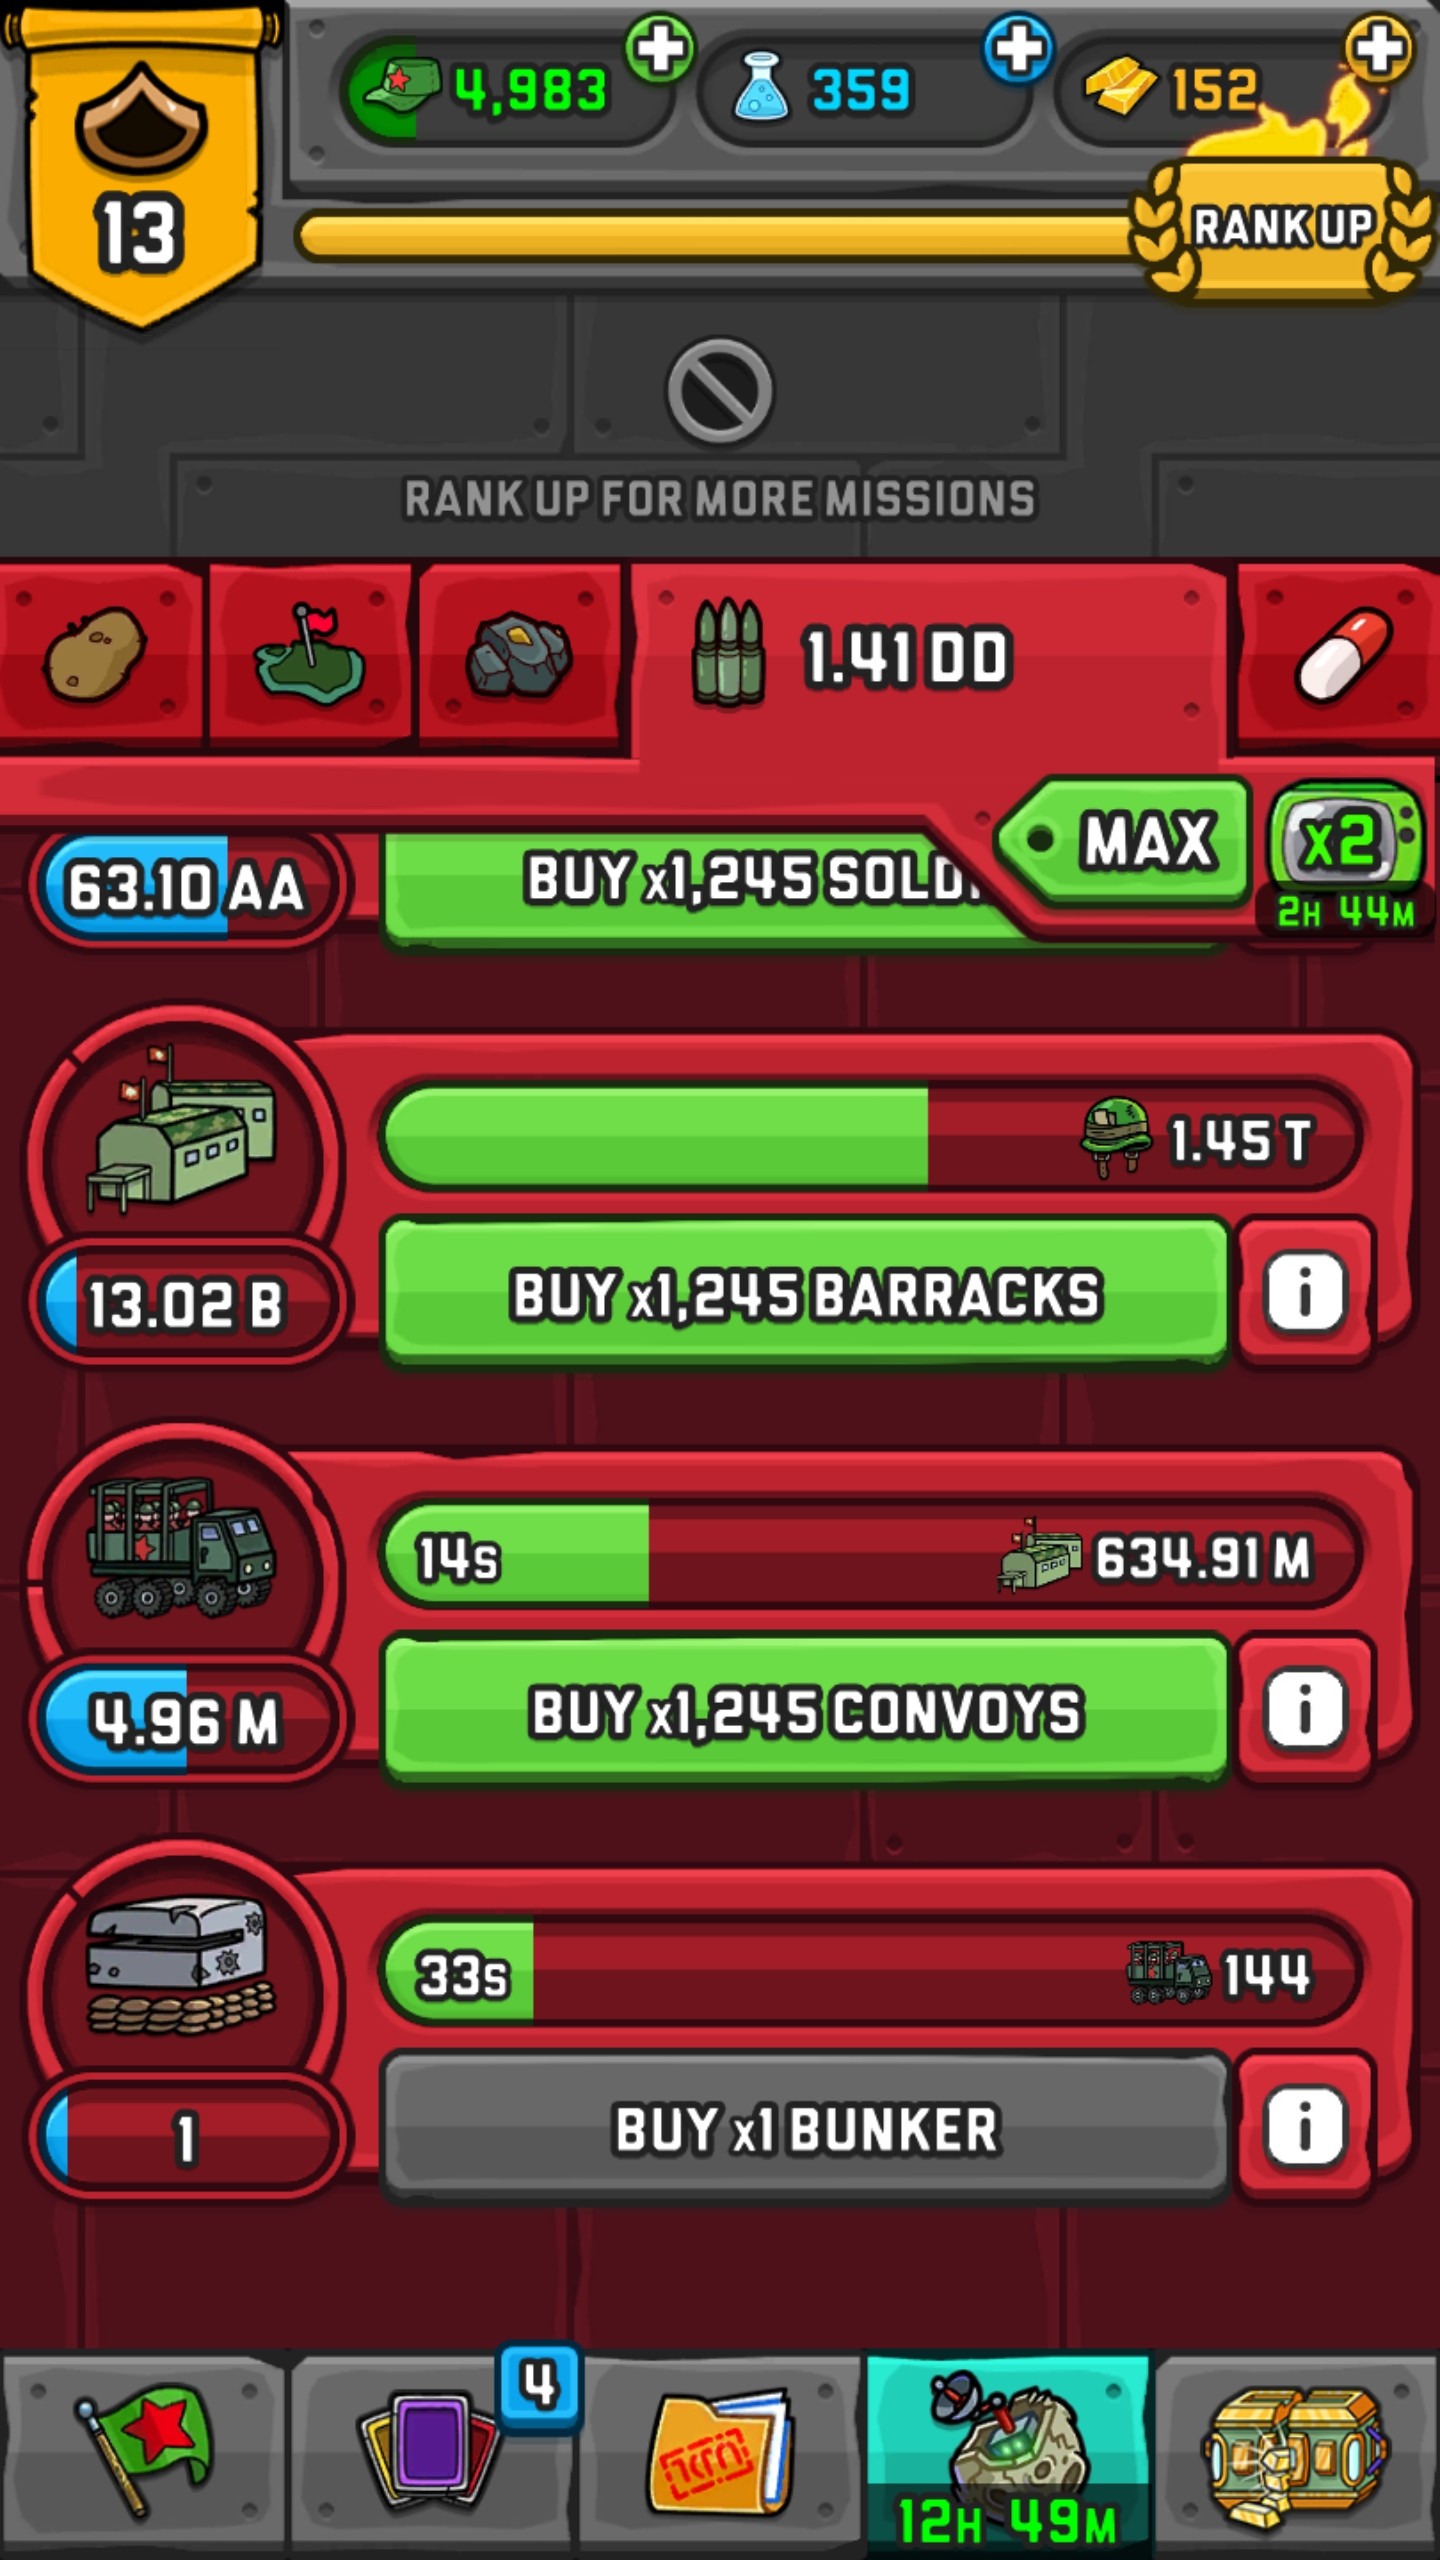 4,983
359
152
13
RANK UP
RANK UP FOR MORE MISSIONS
1.41 DD
MAX
x2
2H 44M
63.10 AA
BUY x1,245
1.45 T
13.02 B
BUY x1,245 BARRACKS
14s
634.91 M
4.96 M
BUY x1,245 CONVOYS
33s
144
1
BUY x1 BUNKER
4
12H 49M